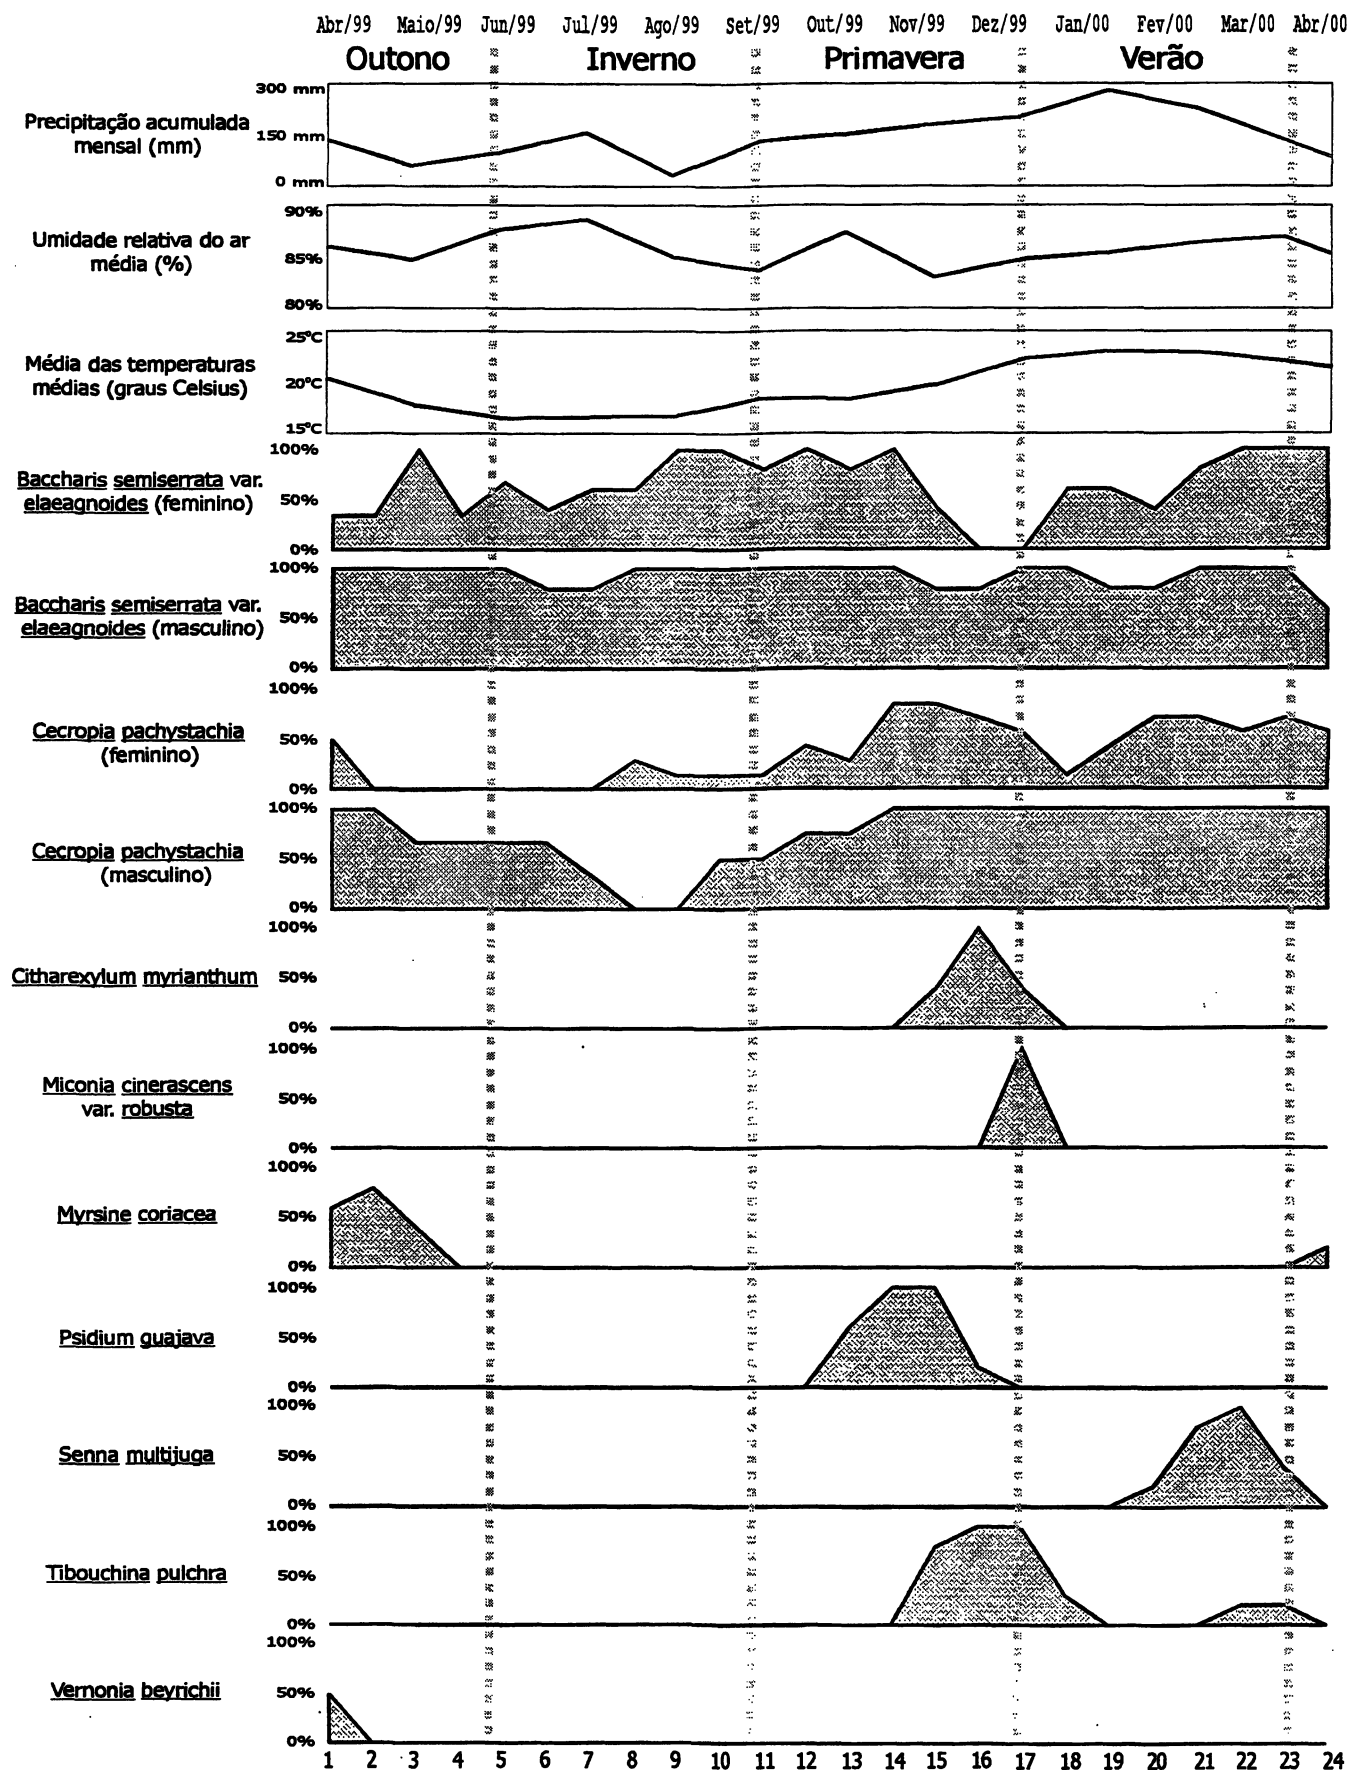 Abr/99 Maio/99 Jun/99 Jul/99 Ago/99 Set/99 Out/99 Nov/99 Dez/99 Jan/00 Fev/00 Mar/00 Abr/00
Outono Inverno Primavera Verão
300 mm
Precipitação acumulada
150 mm
mensal (mm)
0 mm
90%
Umidade relativa do ar
85%
média (%)
80%
25°C
Média das temperaturas
20°C
médias (graus Celsius)
15°C
100%
Baccharis semiserrata var.
50%
elaeagnoides (feminino)
0%
100%
Baccharis semiserrata var.
50%
elaeagnoides (masculino)
0%
100%
Cecropia pachystachia
50%
(feminino)
0%
100%
Cecropia pachystachia
50%
(masculino)
0%
100%
Citharexylum myrianthum 50%
0%
100%
Miconia cinerascens
50%
var. robusta
0%
100%
Myrsine coriacea 50%
0%
100%
Psidium guajava 50%
0%
100%
Senna multijuga 50%
0%
100%
Tibouchina pulchra 50%
0%
100%
Vernonia beyrichii 50%
0%
1 2 3 4 5 6 7 8 9 10 11 12 13 14 15 16 17 18 19 20 21 22 23 24